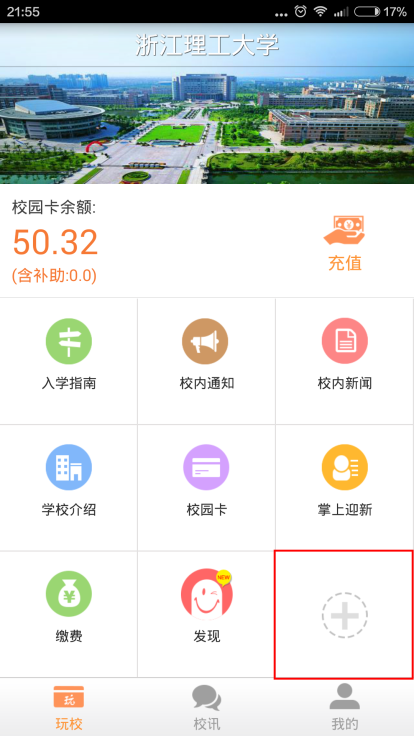 21:55
17%
浙江理工大学
校园卡余额:
50.32
(含补助:0.0)
充值
入学指南
校内通知
校内新闻
学校介绍
校园卡
掌上迎新
缴费
NEW
发现
玩
玩校
校讯
我的